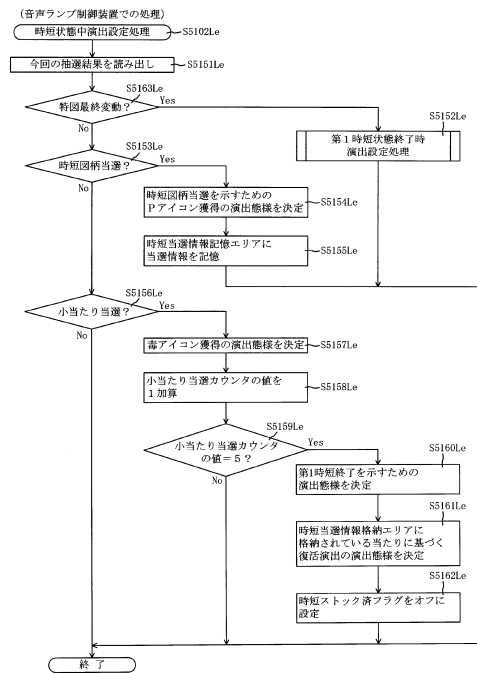 (音声ランプ制御装置での処理)
時短状態中演出設定処理
S5102Le
今回の抽選結果を読み出し
S5151Le
特図最終変動?
S5163Le
Yes
No
第1時短状態終了時
演出設定処理
S5152Le
時短図柄当選?
S5153Le
Yes
No
時短図柄当選を示すための
Pアイコン獲得の演出態様を決定
S5154Le
時短当選情報記憶エリアに
当選情報を記憶
S5155Le
小当たり当選?
S5156Le
Yes
No
毒アイコン獲得の演出態様を決定
S5157Le
小当たり当選カウンタの値を
1加算
S5158Le
小当たり当選カウンタ
の値=5?
S5159Le
Yes
No
第1時短終了を示すための
演出態様を決定
S5160Le
時短当選情報格納エリアに
格納されている当たりに基づく
復活演出の演出態様を決定
S5161Le
時短ストック済フラグをオフに
設定
S5162Le
終了